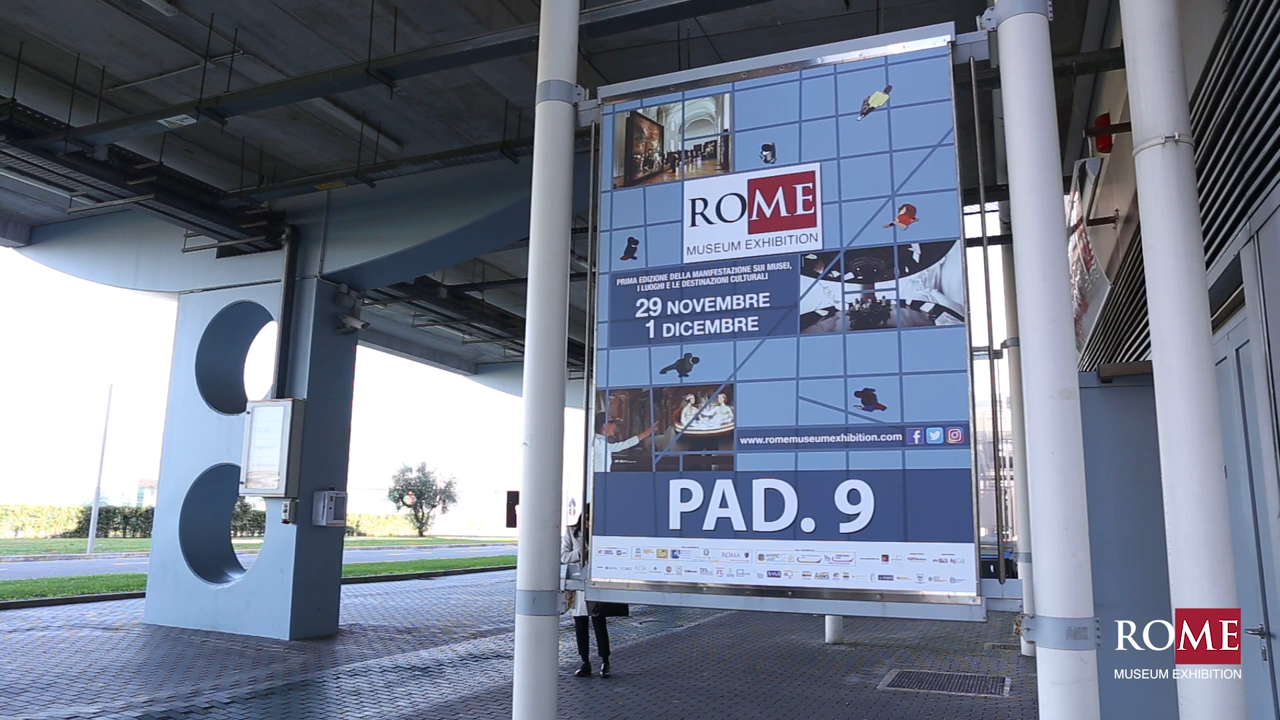 ROME
MUSEUM EXHIBITION
PRIMA EDIZIONE DELLA MANIFESTAZIONE SUI MUSEI,
I LUOGHI E LE DESTINAZIONI CULTURALI
29 NOVEMBRE
1 DICEMBRE
www.romemuseumexhibition.com
PAD. 9
ROMA
ROME
MUSEUM EXHIBITION